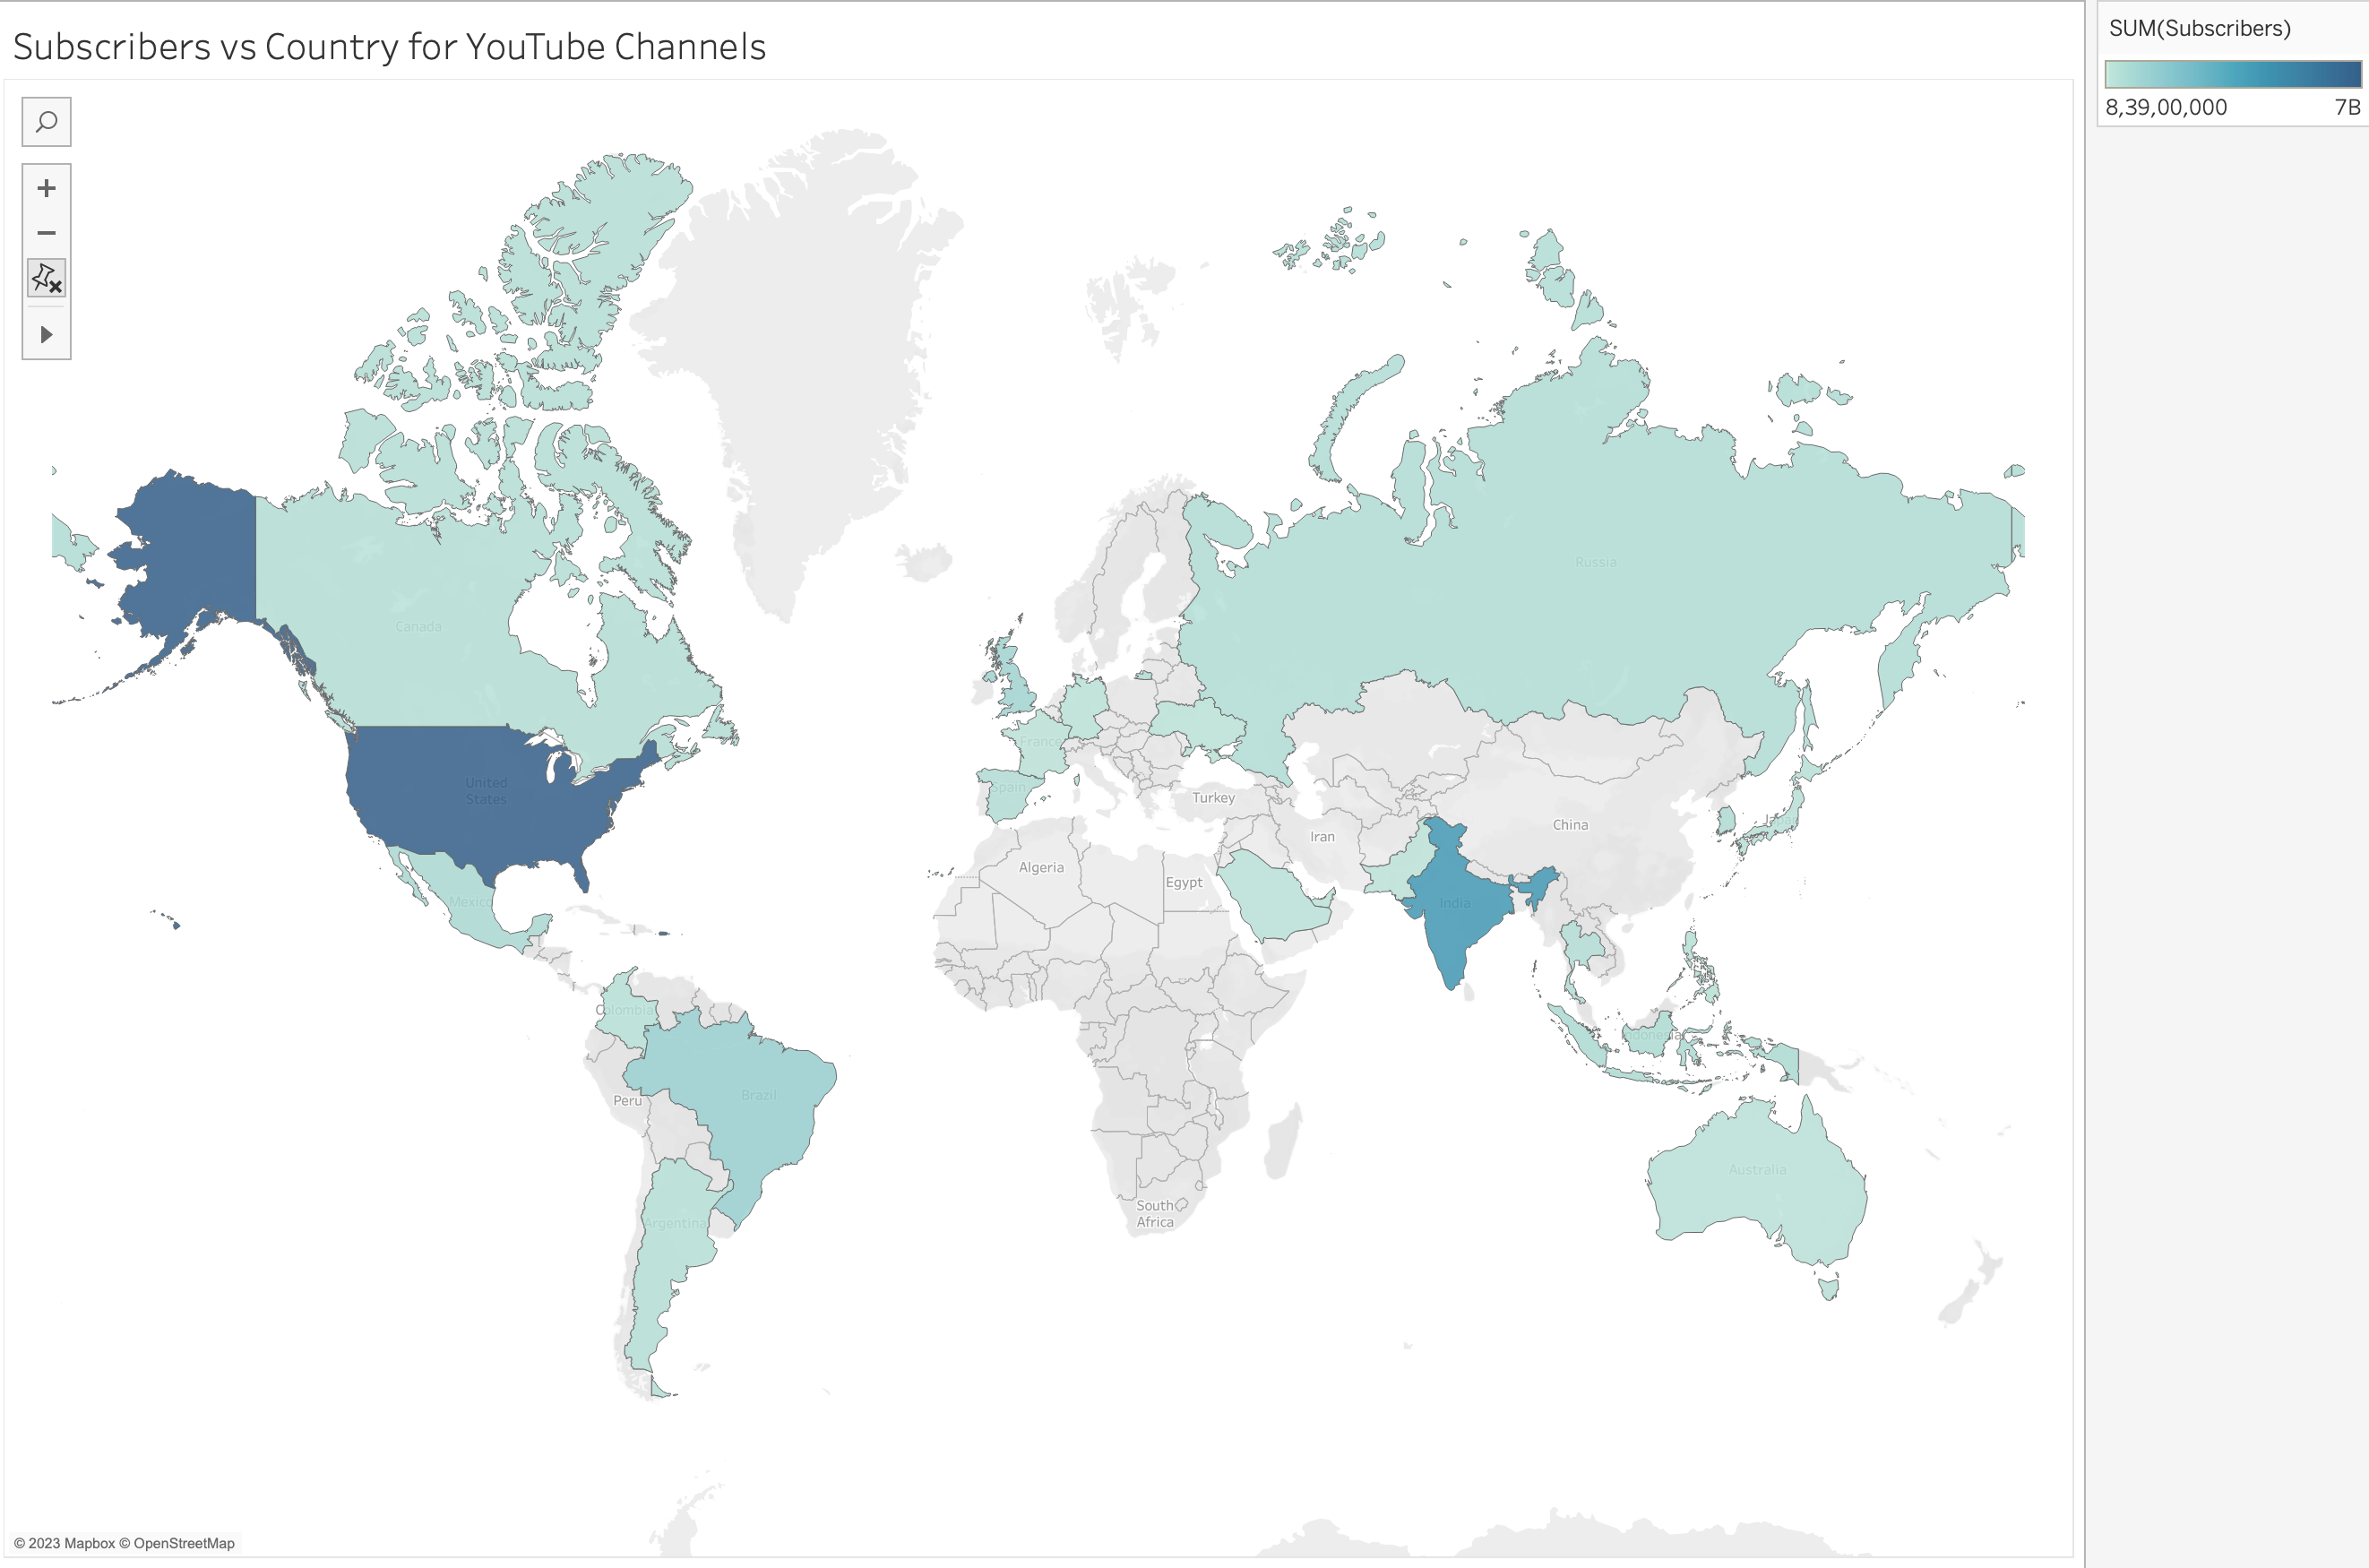 Subscribers vs Country for YouTube Channels
SUM(Subscribers)
8,39,00,000
7B
Russia
Canada
France
United
States
Spain
Turkey
Japan
China
Iran
Algeria
Egypt
Mexico
India
Colombia
Indonesia
Brazil
Peru
Australia
South
Africa
Argentina
© 2023 Mapbox © OpenStreetMap